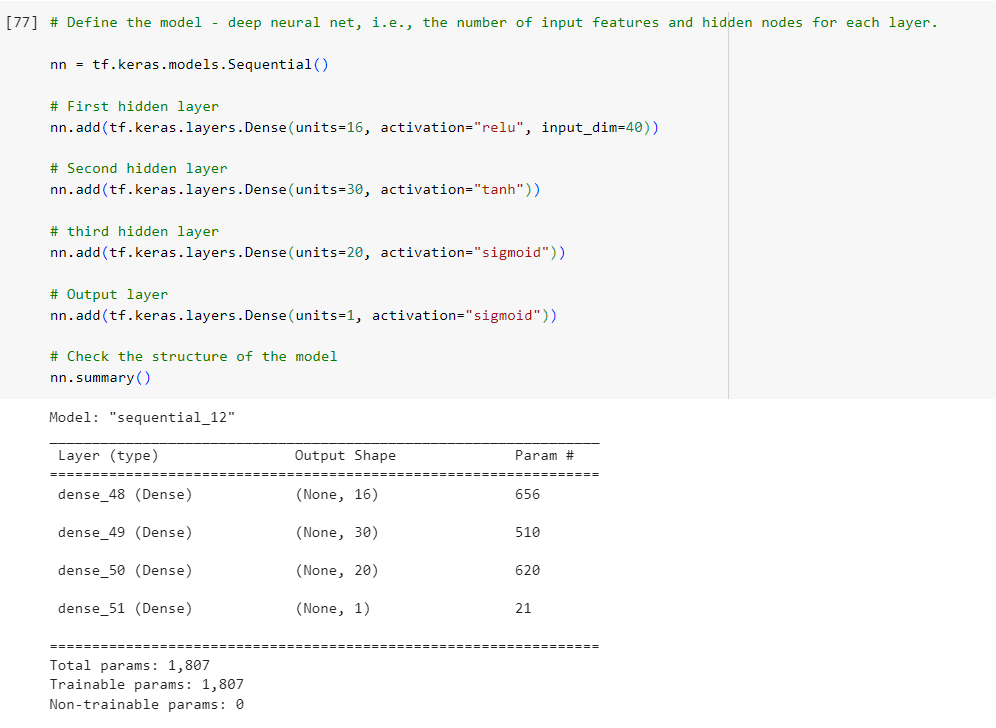 [77] # Define the model - deep neural net, i.e., the number of input features and hidden nodes for each layer.
nn = tf.keras.models.Sequential()
# First hidden layer
nn.add(tf.keras.layers.Dense(units=16, activation="relu", input_dim=40))
# Second hidden layer
nn.add(tf.keras.layers.Dense(units=30, activation="tanh"))
# third hidden layer
nn.add(tf.keras.layers.Dense(units=20, activation="sigmoid"))
# Output layer
nn.add(tf.keras.layers.Dense(units=1, activation="sigmoid"))
# Check the structure of the model
nn.summary()
Model: "sequential_12"
_________________________________________________________________
Layer (type) Output Shape Param #
=================================================================
dense_48 (Dense) (None, 16) 656
dense_49 (Dense) (None, 30) 510
dense_50 (Dense) (None, 20) 620
dense_51 (Dense) (None, 1) 21
=================================================================
Total params: 1,807
Trainable params: 1,807
Non-trainable params: 0